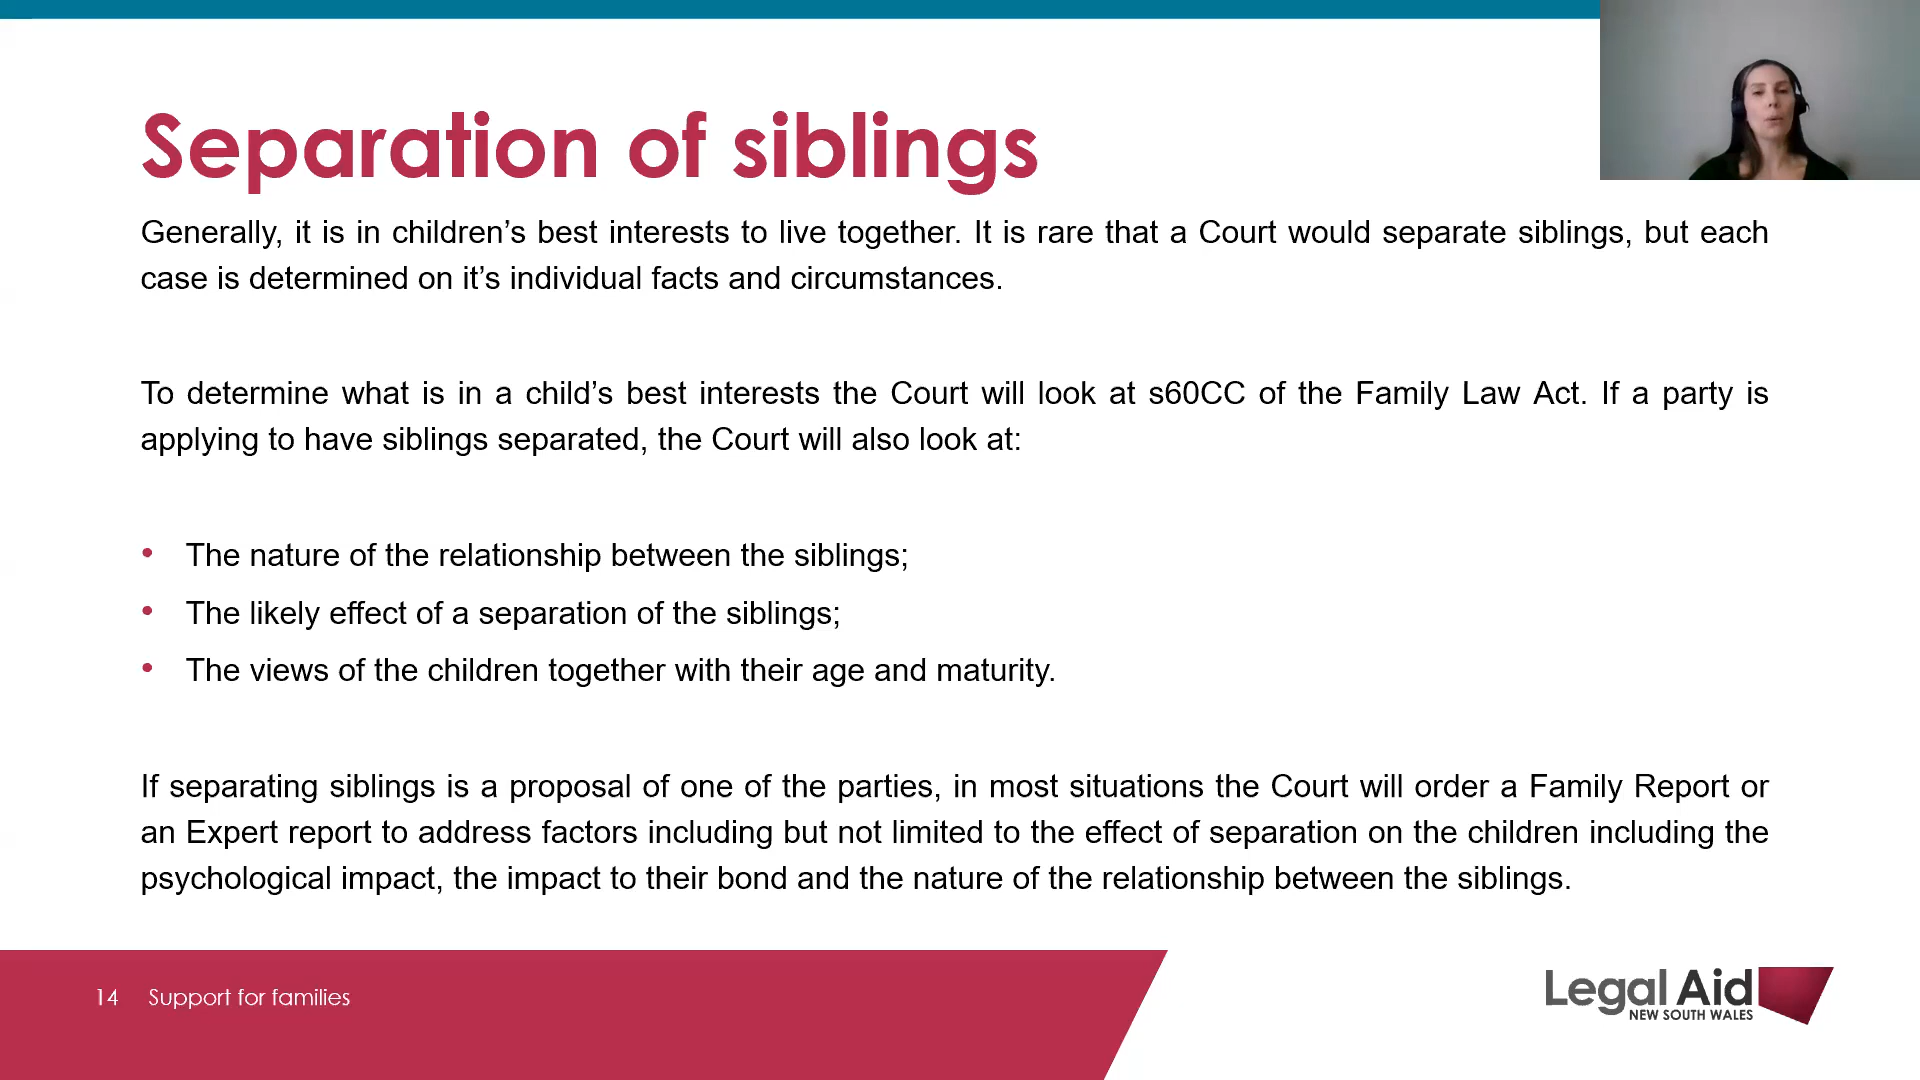 Separation of siblings
Generally, it is in children’s best interests to live together. It is rare that a Court would separate siblings, but each
case is determined on it’s individual facts and circumstances.
To determine what is in a child’s best interests the Court will look at s60CC of the Family Law Act. If a party is
applying to have siblings separated, the Court will also look at:
• The nature of the relationship between the siblings;
• The likely effect of a separation of the siblings;
• The views of the children together with their age and maturity.
If separating siblings is a proposal of one of the parties, in most situations the Court will order a Family Report or
an Expert report to address factors including but not limited to the effect of separation on the children including the
psychological impact, the impact to their bond and the nature of the relationship between the siblings.
14 Support for families
Legal Aid
NEW SOUTH WALES